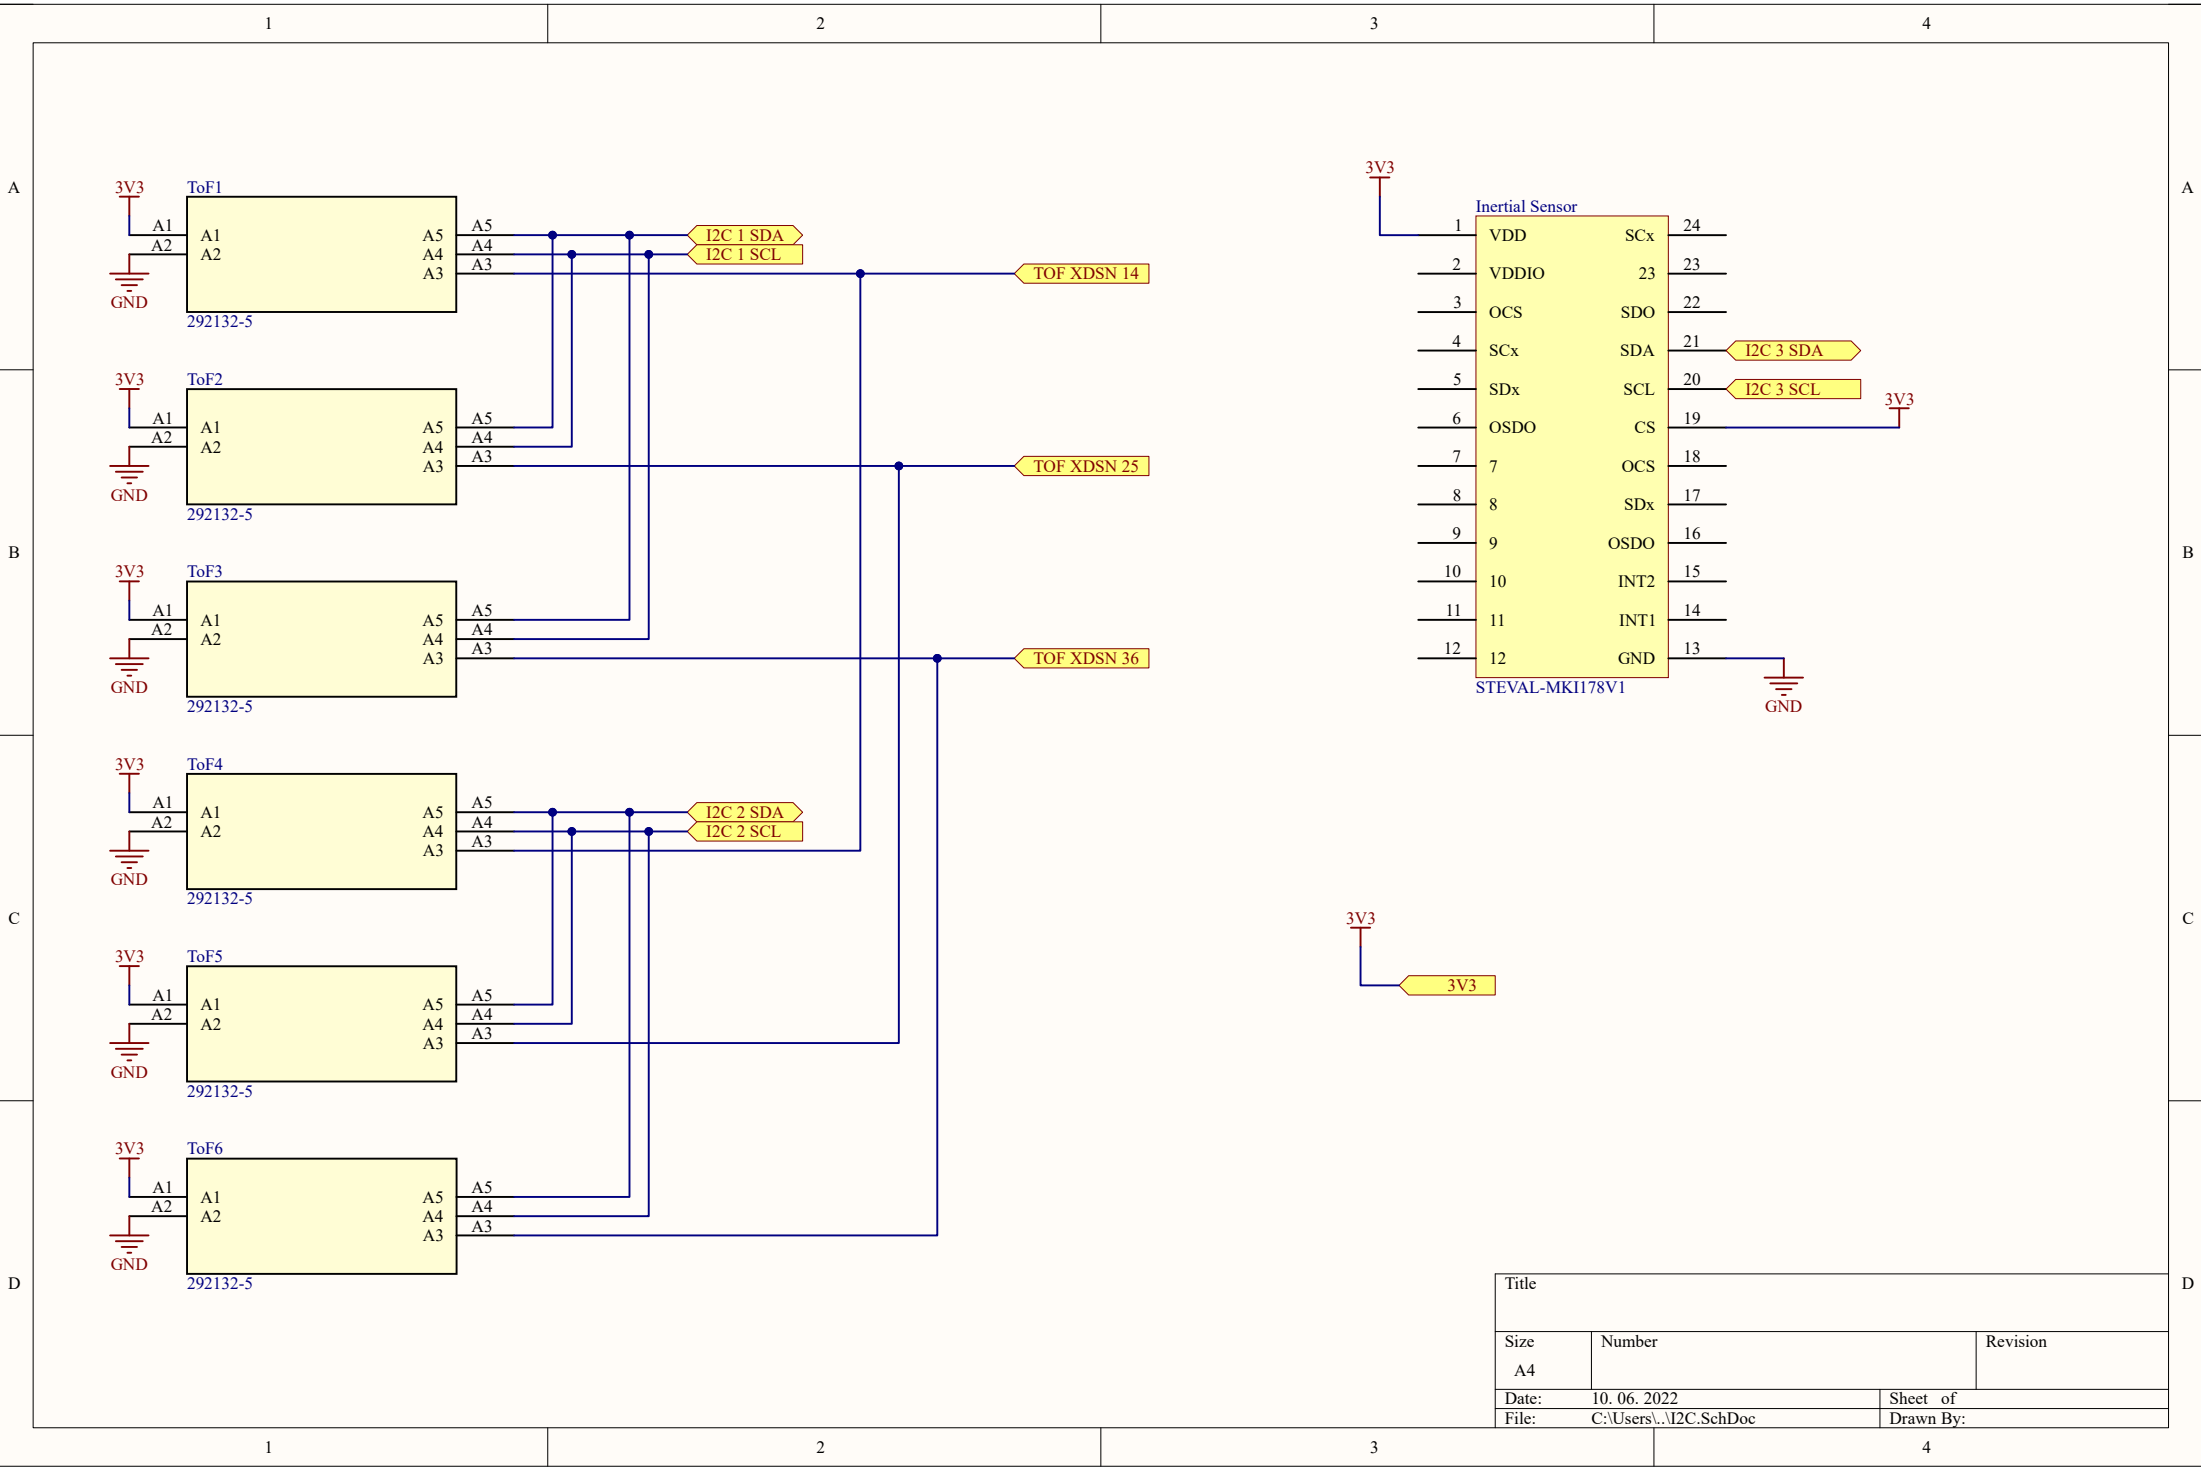 1 2 3 4
A A
B B
C C
D D
3V3
ToF1
A1 A1 A5 A5 I2C 1 SDA
A2 A2 A4 A4 I2C 1 SCL
A3 A3 TOF XDSN 14
GND
292132-5
3V3
ToF2
A1 A1 A5 A5
A2 A2 A4 A4
A3 A3 TOF XDSN 25
GND
292132-5
3V3
ToF3
A1 A1 A5 A5
A2 A2 A4 A4
A3 A3 TOF XDSN 36
GND
292132-5
3V3
ToF4
A1 A1 A5 A5 I2C 2 SDA
A2 A2 A4 A4 I2C 2 SCL
A3 A3
GND
292132-5
3V3
ToF5
A1 A1 A5 A5
A2 A2 A4 A4
A3 A3
GND
292132-5
3V3
ToF6
A1 A1 A5 A5
A2 A2 A4 A4
A3 A3
GND
292132-5
3V3
Inertial Sensor
1 VDD SCx 24
2 VDDIO 23 23
3 OCS SDO 22
4 SCx SDA 21 I2C 3 SDA
5 SDx SCL 20 I2C 3 SCL
3V3
6 OSDO CS 19
7 7 OCS 18
8 8 SDx 17
9 9 OSDO 16
10 10 INT2 15
11 11 INT1 14
12 12 GND 13
STEVAL-MKI178V1
GND
3V3
3V3
Title
Size Number Revision
A4
Date: 10. 06. 2022 Sheet of
File: C:\Users\..\I2C.SchDoc Drawn By:
1 2 3 4